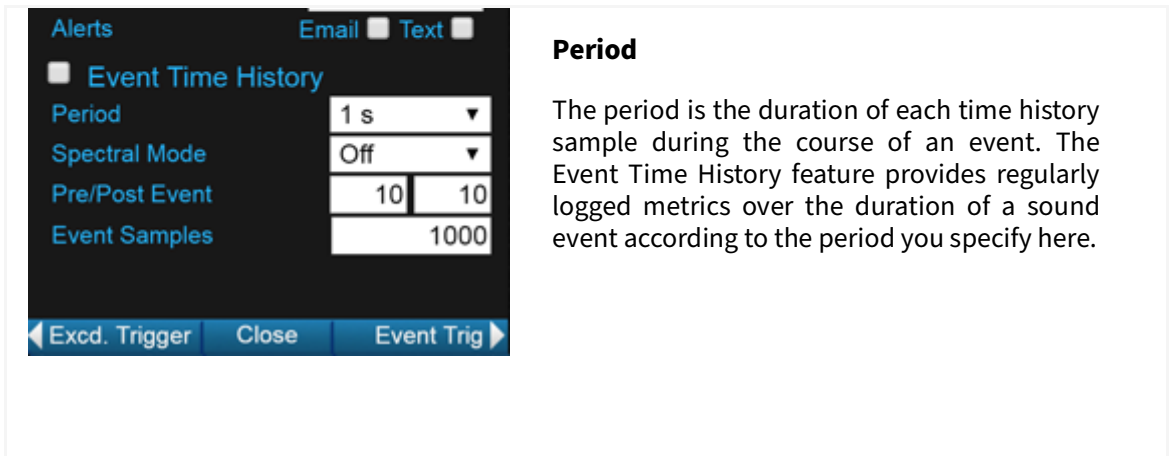 Alerts Email Text
Event Time History
Period 1 s
Spectral Mode Off
Pre/Post Event 10 10
Event Samples 1000
Excd. Trigger Close Event Trig
Period
The period is the duration of each time history
sample during the course of an event. The
Event Time History feature provides regularly
logged metrics over the duration of a sound
event according to the period you specify here.